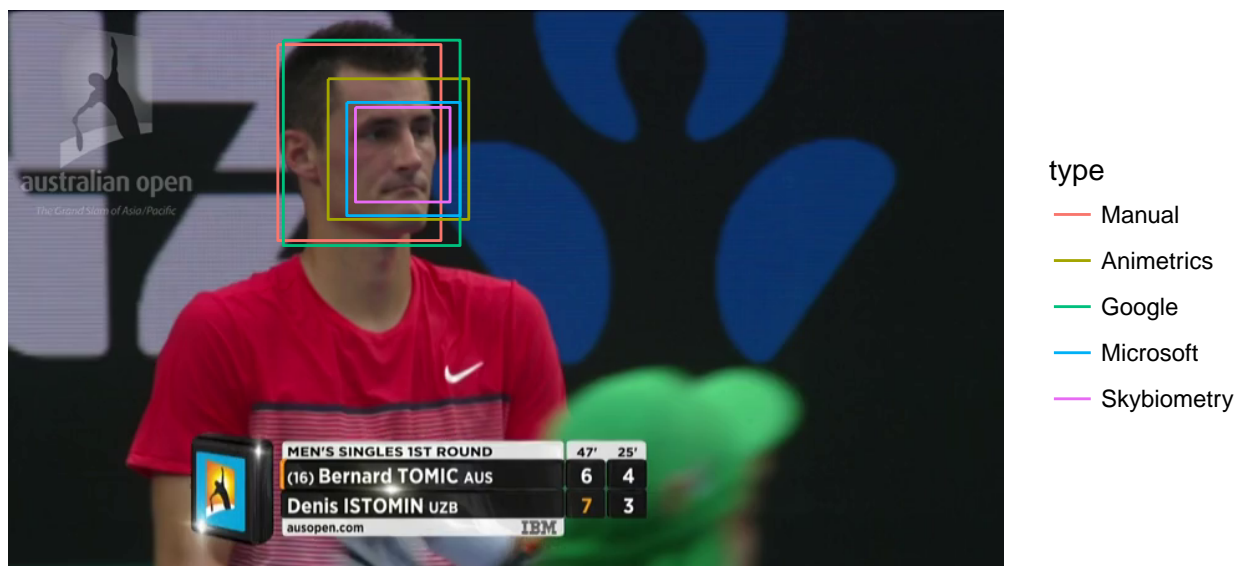 australian open
The Grand Slam of Asia/Pacific
type
Manual
Animetrics
Google
Microsoft
Skybiometry
MEN'S SINGLES 1ST ROUND 47' 25'
(16) Bernard TOMIC AUS 6 4
Denis ISTOMIN UZB 7 3
ausopen.com IBM